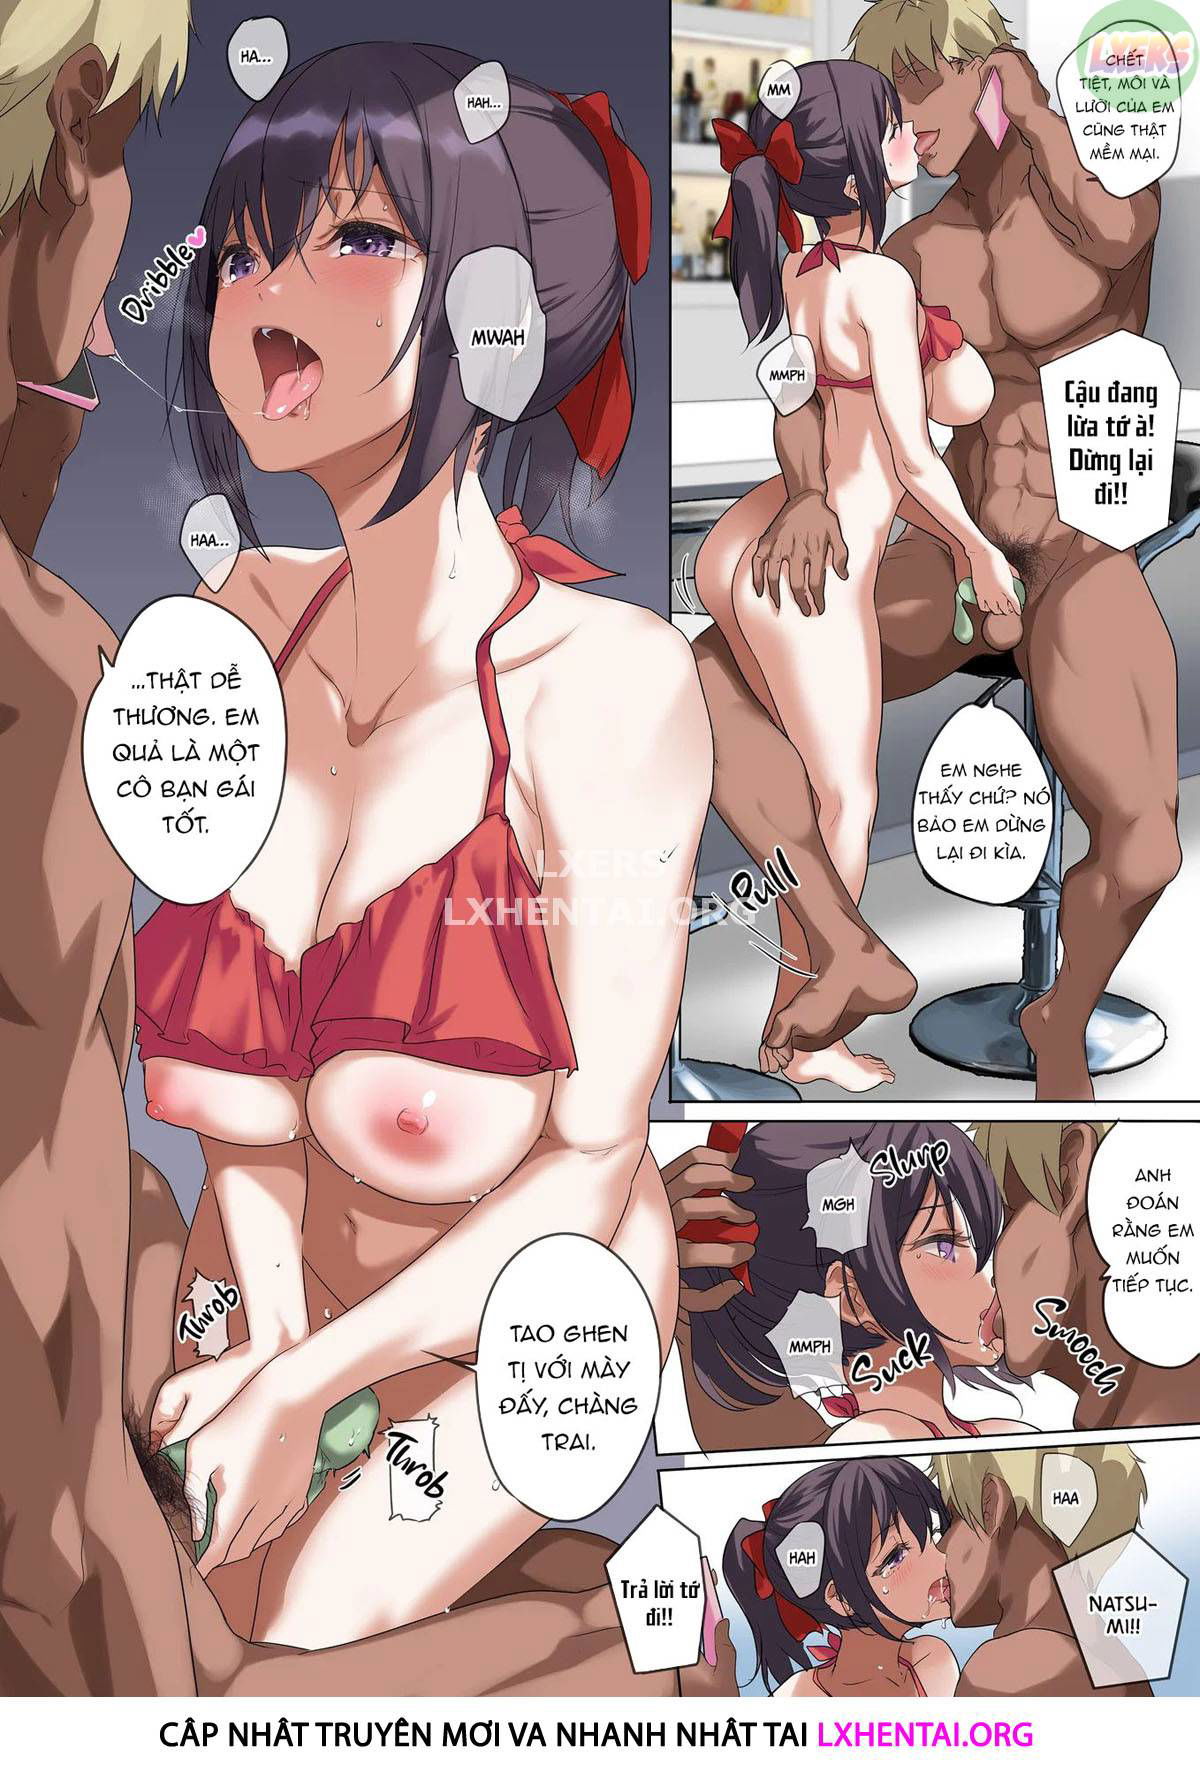 HA...
HAH...
Dribble
MWAH
HAA...
...THẬT DỄ
THƯƠNG. EM
QUẢ LÀ MỘT
CÔ BẠN GÁI
TỐT.
Throb
Throb
TAO GHEN
TỊ VỚI MÀY
ĐẤY, CHÀNG
TRAI.
LXERS
LXHENTAI.ORG
LXERS
CHẾT
TIỆT, MÔI VÀ
LƯỠI CỦA EM
CŨNG THẬT
MỀM MẠI.
MM
MMPH
Cậu đang
lừa tớ à!
Dừng lại
đi!!
EM NGHE
THẤY CHỨ? NÓ
BẢO EM DỪNG
LẠI ĐI KÌA.
Pull
Slurp
MGH
ANH
ĐOÁN
RẰNG EM
MUỐN
TIẾP TỤC.
MMPH
Suck
Smooch
HAA
HAH
Trả lời tớ
đi!!
NATSU-
MI!!
CẬP NHẬT TRUYỆN MỚI VÀ NHANH NHẤT TẠI LXHENTAI.ORG